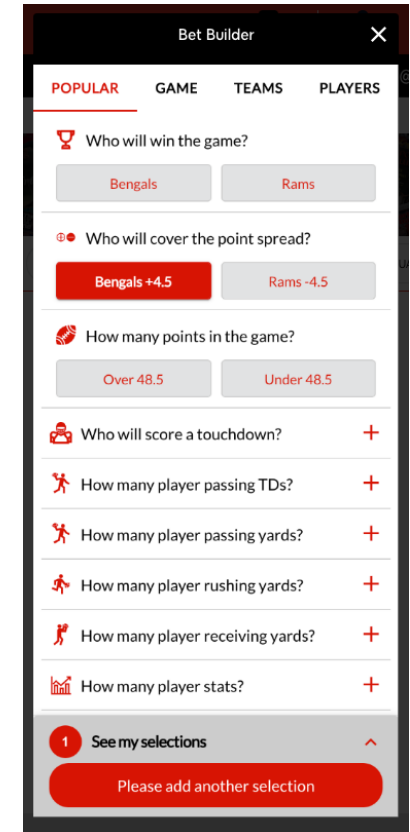 Bet Builder
POPULAR GAME TEAMS PLAYERS
Who will win the game?
Bengals Rams
Who will cover the point spread?
Bengals +4.5 Rams -4.5
How many points in the game?
Over 48.5 Under 48.5
Who will score a touchdown?
How many player passing TDs?
How many player passing yards?
How many player rushing yards?
How many player receiving yards?
How many player stats?
1 See my selections
Please add another selection